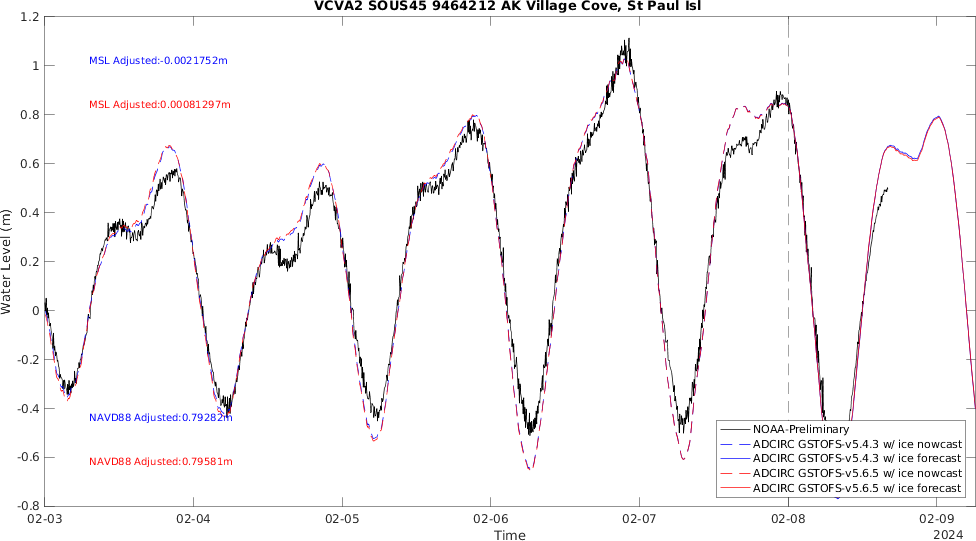 VCVA2 SOUS45 9464212 AK Village Cove, St Paul Isl
1.2
1
0.8
0.6
0.4
0.2
0
-0.2
-0.4
-0.6
-0.8
Water Level (m)
MSL Adjusted:-0.0021752m
MSL Adjusted:0.00081297m
NAVD88 Adjusted:0.79282m
NAVD88 Adjusted:0.79581m
NOAA-Preliminary
ADCIRC GSTOFS-v5.4.3 w/ ice nowcast
ADCIRC GSTOFS-v5.4.3 w/ ice forecast
ADCIRC GSTOFS-v5.6.5 w/ ice nowcast
ADCIRC GSTOFS-v5.6.5 w/ ice forecast
02-03 02-04 02-05 02-06 02-07 02-08 02-09
Time
2024